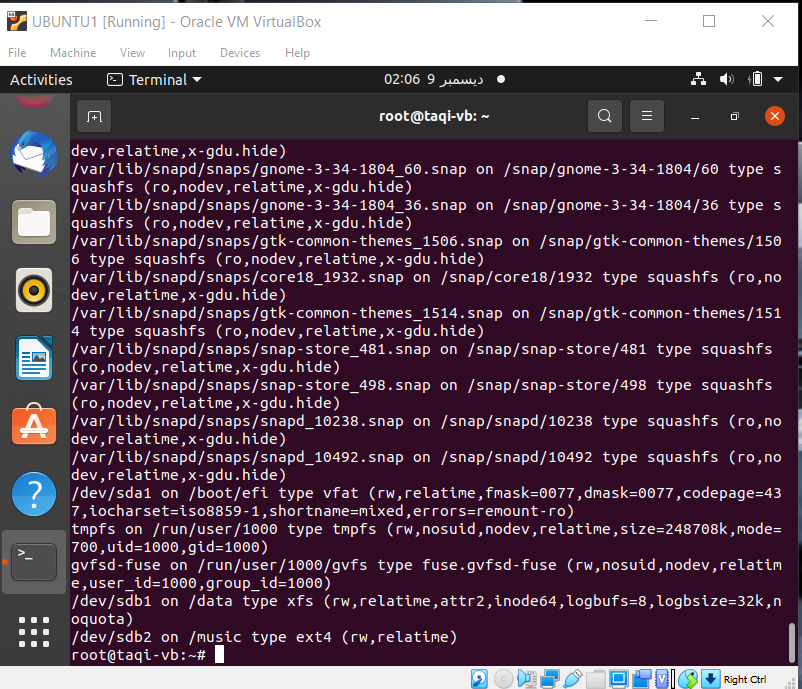 UBUNTU1 [Running] - Oracle VM VirtualBox
File Machine View Input Devices Help
Activities Terminal 02:06 9 ديسمبر
root@taqi-vb: ~
dev,relatime,x-gdu.hide)
/var/lib/snapd/snaps/gnome-3-34-1804_60.snap on /snap/gnome-3-34-1804/60 type s
quashfs (ro,nodev,relatime,x-gdu.hide)
/var/lib/snapd/snaps/gnome-3-34-1804_36.snap on /snap/gnome-3-34-1804/36 type s
quashfs (ro,nodev,relatime,x-gdu.hide)
/var/lib/snapd/snaps/gtk-common-themes_1506.snap on /snap/gtk-common-themes/150
6 type squashfs (ro,nodev,relatime,x-gdu.hide)
/var/lib/snapd/snaps/core18_1932.snap on /snap/core18/1932 type squashfs (ro,no
dev,relatime,x-gdu.hide)
/var/lib/snapd/snaps/gtk-common-themes_1514.snap on /snap/gtk-common-themes/151
4 type squashfs (ro,nodev,relatime,x-gdu.hide)
/var/lib/snapd/snaps/snap-store_481.snap on /snap/snap-store/481 type squashfs
(ro,nodev,relatime,x-gdu.hide)
/var/lib/snapd/snaps/snap-store_498.snap on /snap/snap-store/498 type squashfs
(ro,nodev,relatime,x-gdu.hide)
/var/lib/snapd/snaps/snapd_10238.snap on /snap/snapd/10238 type squashfs (ro,no
dev,relatime,x-gdu.hide)
/var/lib/snapd/snaps/snapd_10492.snap on /snap/snapd/10492 type squashfs (ro,no
dev,relatime,x-gdu.hide)
/dev/sda1 on /boot/efi type vfat (rw,relatime,fmask=0077,dmask=0077,codepage=43
7,iocharset=iso8859-1,shortname=mixed,errors=remount-ro)
tmpfs on /run/user/1000 type tmpfs (rw,nosuid,nodev,relatime,size=248708k,mode=
700,uid=1000,gid=1000)
gvfsd-fuse on /run/user/1000/gvfs type fuse.gvfsd-fuse (rw,nosuid,nodev,relatim
e,user_id=1000,group_id=1000)
/dev/sdb1 on /data type xfs (rw,relatime,attr2,inode64,logbufs=8,logbsize=32k,n
oquota)
/dev/sdb2 on /music type ext4 (rw,relatime)
root@taqi-vb:~#
Right Ctrl